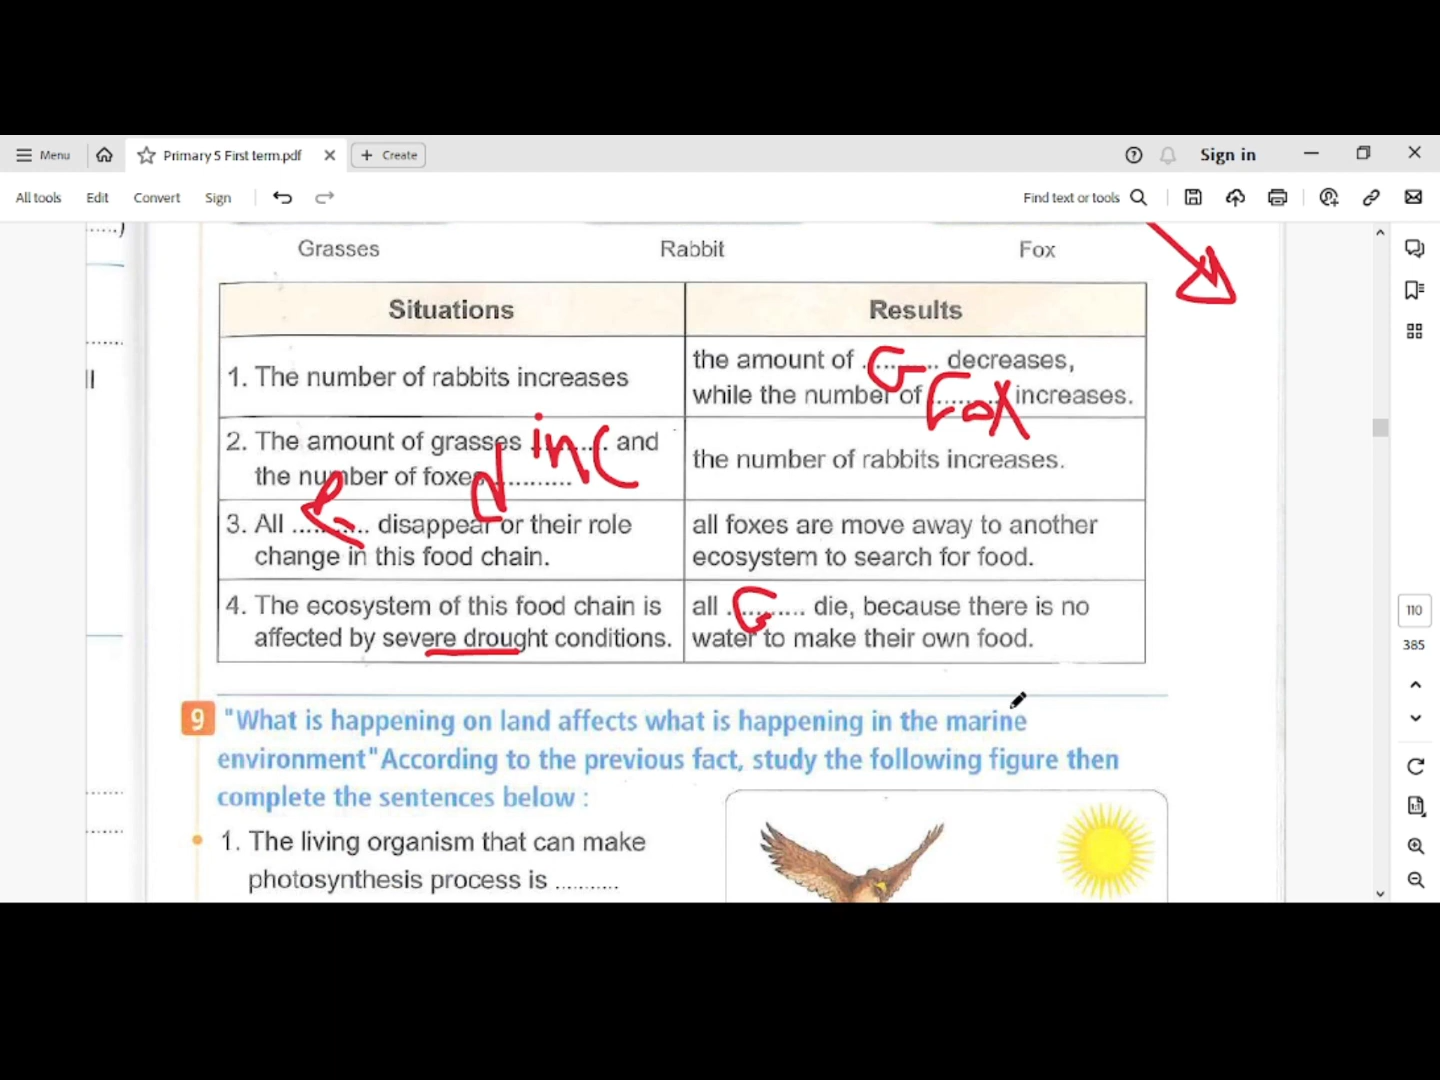 Menu
Primary 5 First term.pdf
Create
Sign in
All tools
Edit
Convert
Sign
Find text or tools
.....)
Grasses
Rabbit
Fox
Situations
Results
1. The number of rabbits increases
the amount of G decreases,
while the number of Fox increases.
2. The amount of grasses inc and
the number of foxes d
the number of rabbits increases.
3. All R disappear or their role
change in this food chain.
all foxes are move away to another
ecosystem to search for food.
4. The ecosystem of this food chain is
affected by severe drought conditions.
all G die, because there is no
water to make their own food.
110
385
9 "What is happening on land affects what is happening in the marine
environment" According to the previous fact, study the following figure then
complete the sentences below :
1. The living organism that can make
photosynthesis process is ..........